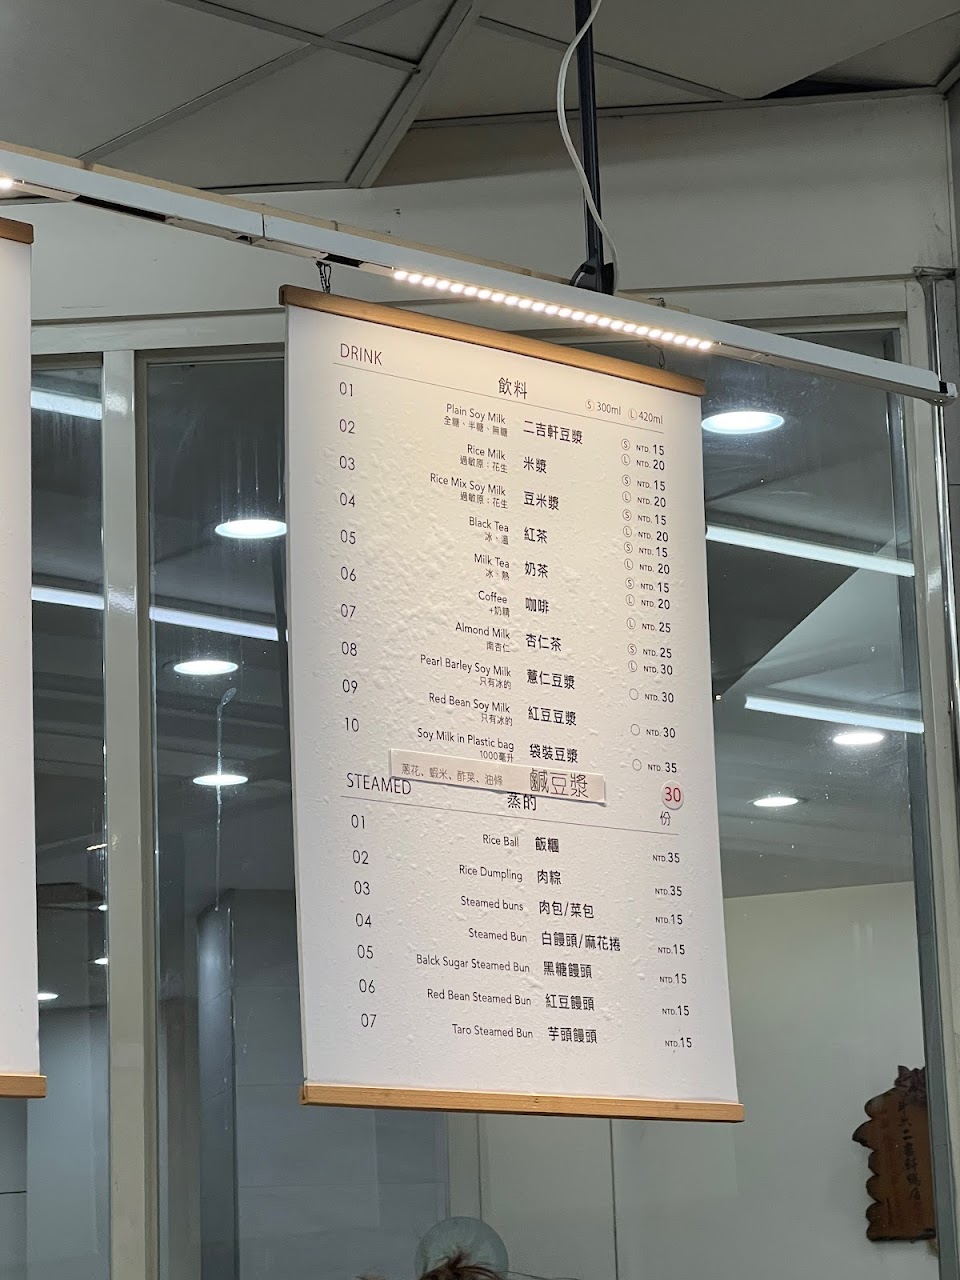 DRINK 飲料 Ⓢ 300ml Ⓛ 420ml
01 Plain Soy Milk 全糖、半糖、無糖 二吉軒豆漿 Ⓢ NTD. 15 Ⓛ NTD. 20
02 Rice Milk 過敏原：花生 米漿 Ⓢ NTD. 15 Ⓛ NTD. 20
03 Rice Mix Soy Milk 過敏原：花生 豆米漿 Ⓢ NTD. 15 Ⓛ NTD. 20
04 Black Tea 冰、溫 紅茶 Ⓢ NTD. 15 Ⓛ NTD. 20
05 Milk Tea 冰、熱 奶茶 Ⓢ NTD. 15 Ⓛ NTD. 20
06 Coffee +奶精 咖啡 Ⓛ NTD. 25
07 Almond Milk 南杏仁 杏仁茶 Ⓢ NTD. 25 Ⓛ NTD. 30
08 Pearl Barley Soy Milk 只有冰的 薏仁豆漿 NTD. 30
09 Red Bean Soy Milk 只有冰的 紅豆豆漿 NTD. 30
10 Soy Milk in Plastic bag 1000毫升 袋裝豆漿 NTD. 35
蔥花、蝦米、酢菜、油條 鹹豆漿 30
STEAMED 蒸的 份
01 Rice Ball 飯糰 NTD.35
02 Rice Dumpling 肉粽 NTD.35
03 Steamed buns 肉包/菜包 NTD.15
04 Steamed Bun 白饅頭/麻花捲 NTD.15
05 Balck Sugar Steamed Bun 黑糖饅頭 NTD.15
06 Red Bean Steamed Bun 紅豆饅頭 NTD.15
07 Taro Steamed Bun 芋頭饅頭 NTD.15